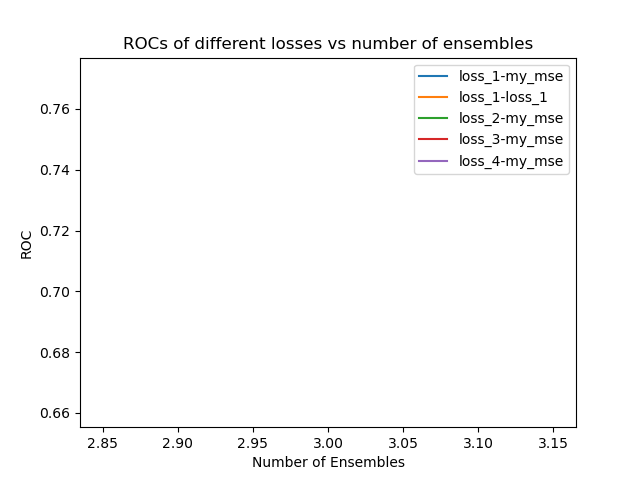 ROCs of different losses vs number of ensembles
loss_1-my_mse
loss_1-loss_1
loss_2-my_mse
loss_3-my_mse
loss_4-my_mse
0.76
0.74
0.72
0.70
0.68
0.66
ROC
2.85 2.90 2.95 3.00 3.05 3.10 3.15
Number of Ensembles